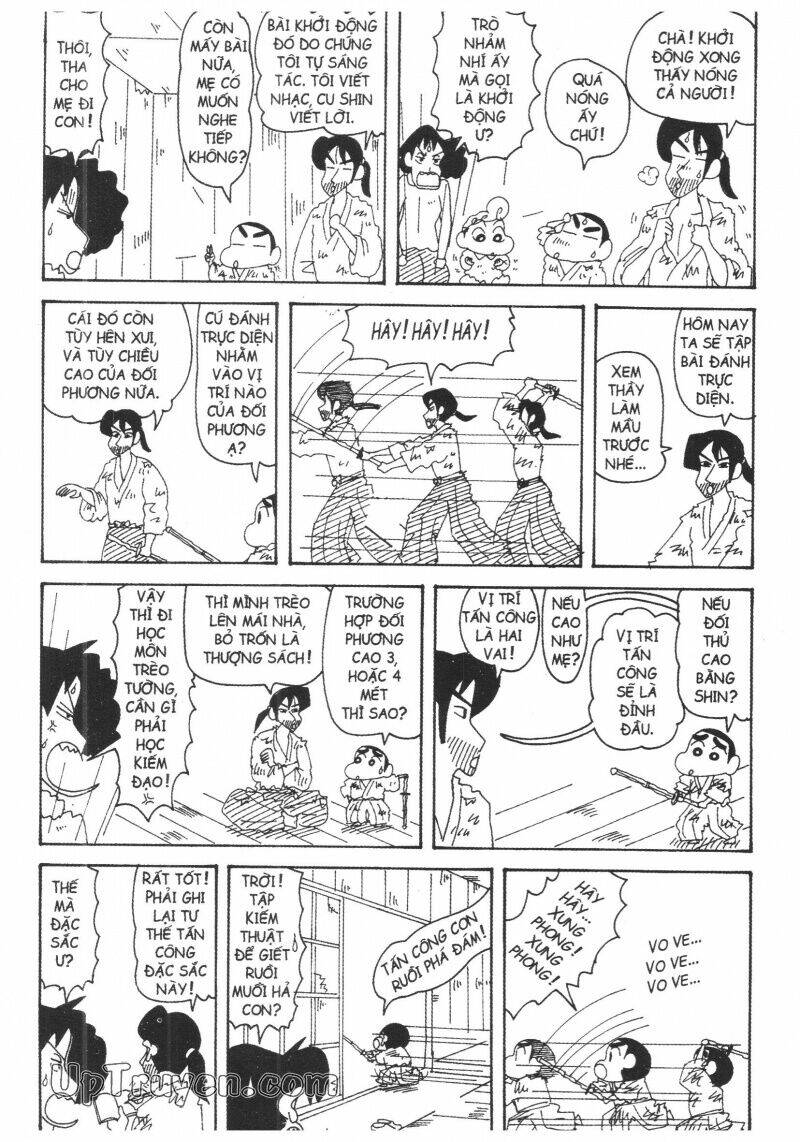 CHÀ! KHỞI
ĐỘNG XONG
THẤY NÓNG
CẢ NGƯỜI!
QUÁ
NÓNG
ẤY
CHỨ!
TRÒ
NHẢM
NHÍ ẤY
MÀ GỌI
LÀ KHỞI
ĐỘNG
Ư?
BÀI KHỞI ĐỘNG
ĐÓ DO CHÚNG
TÔI TỰ SÁNG
TÁC. TÔI VIẾT
NHẠC, CU SHIN
VIẾT LỜI.
CÒN
MẤY BÀI
NỮA,
MẸ CÓ
MUỐN
NGHE
TIẾP
KHÔNG?
THÔI,
THA
CHO
MẸ ĐI
CON!
HÔM NAY
TA SẼ TẬP
BÀI ĐÁNH
TRỰC
DIỆN.
XEM
THẦY
LÀM
MẪU
TRƯỚC
NHÉ...
HÂY! HÂY! HÂY!
CÚ ĐÁNH
TRỰC DIỆN
NHẰM
VÀO VỊ
TRÍ NÀO
CỦA ĐỐI
PHƯƠNG
Ạ?
CÁI ĐÓ CÒN
TÙY HÊN XUI,
VÀ TÙY CHIỀU
CAO CỦA ĐỐI
PHƯƠNG NỮA.
NẾU
ĐỐI
THỦ
CAO
BẰNG
SHIN?
VỊ TRÍ
TẤN
CÔNG
SẼ LÀ
ĐỈNH
ĐẦU.
NẾU
CAO
NHƯ
MẸ?
VỊ TRÍ
TẤN CÔNG
LÀ HAI
VAI!
TRƯỜNG
HỢP ĐỐI
PHƯƠNG
CAO 3,
HOẶC 4
MÉT
THÌ SAO?
THÌ MÌNH TRÈO
LÊN MÁI NHÀ,
BỎ TRỐN LÀ
THƯỢNG SÁCH!
VẬY
THÌ ĐI
HỌC
MÔN
TRÈO
TƯỜNG,
CẦN GÌ
PHẢI
HỌC
KIẾM
ĐẠO!
VO VE...
VO VE...
VO VE...
HÂY
HÂY...
XUNG
PHONG!
XUNG
PHONG!
TẤN CÔNG CON
RUỒI PHÁ ĐÁM!
TRỜI!
TẬP
KIẾM
THUẬT
ĐỂ GIẾT
RUỒI
MUỖI HẢ
CON?
RẤT TỐT!
PHẢI GHI
LẠI TƯ
THẾ TẤN
CÔNG
ĐẶC SẮC
NÀY!
THẾ
MÀ
ĐẶC
SẮC
Ư?
UpTruyen.com